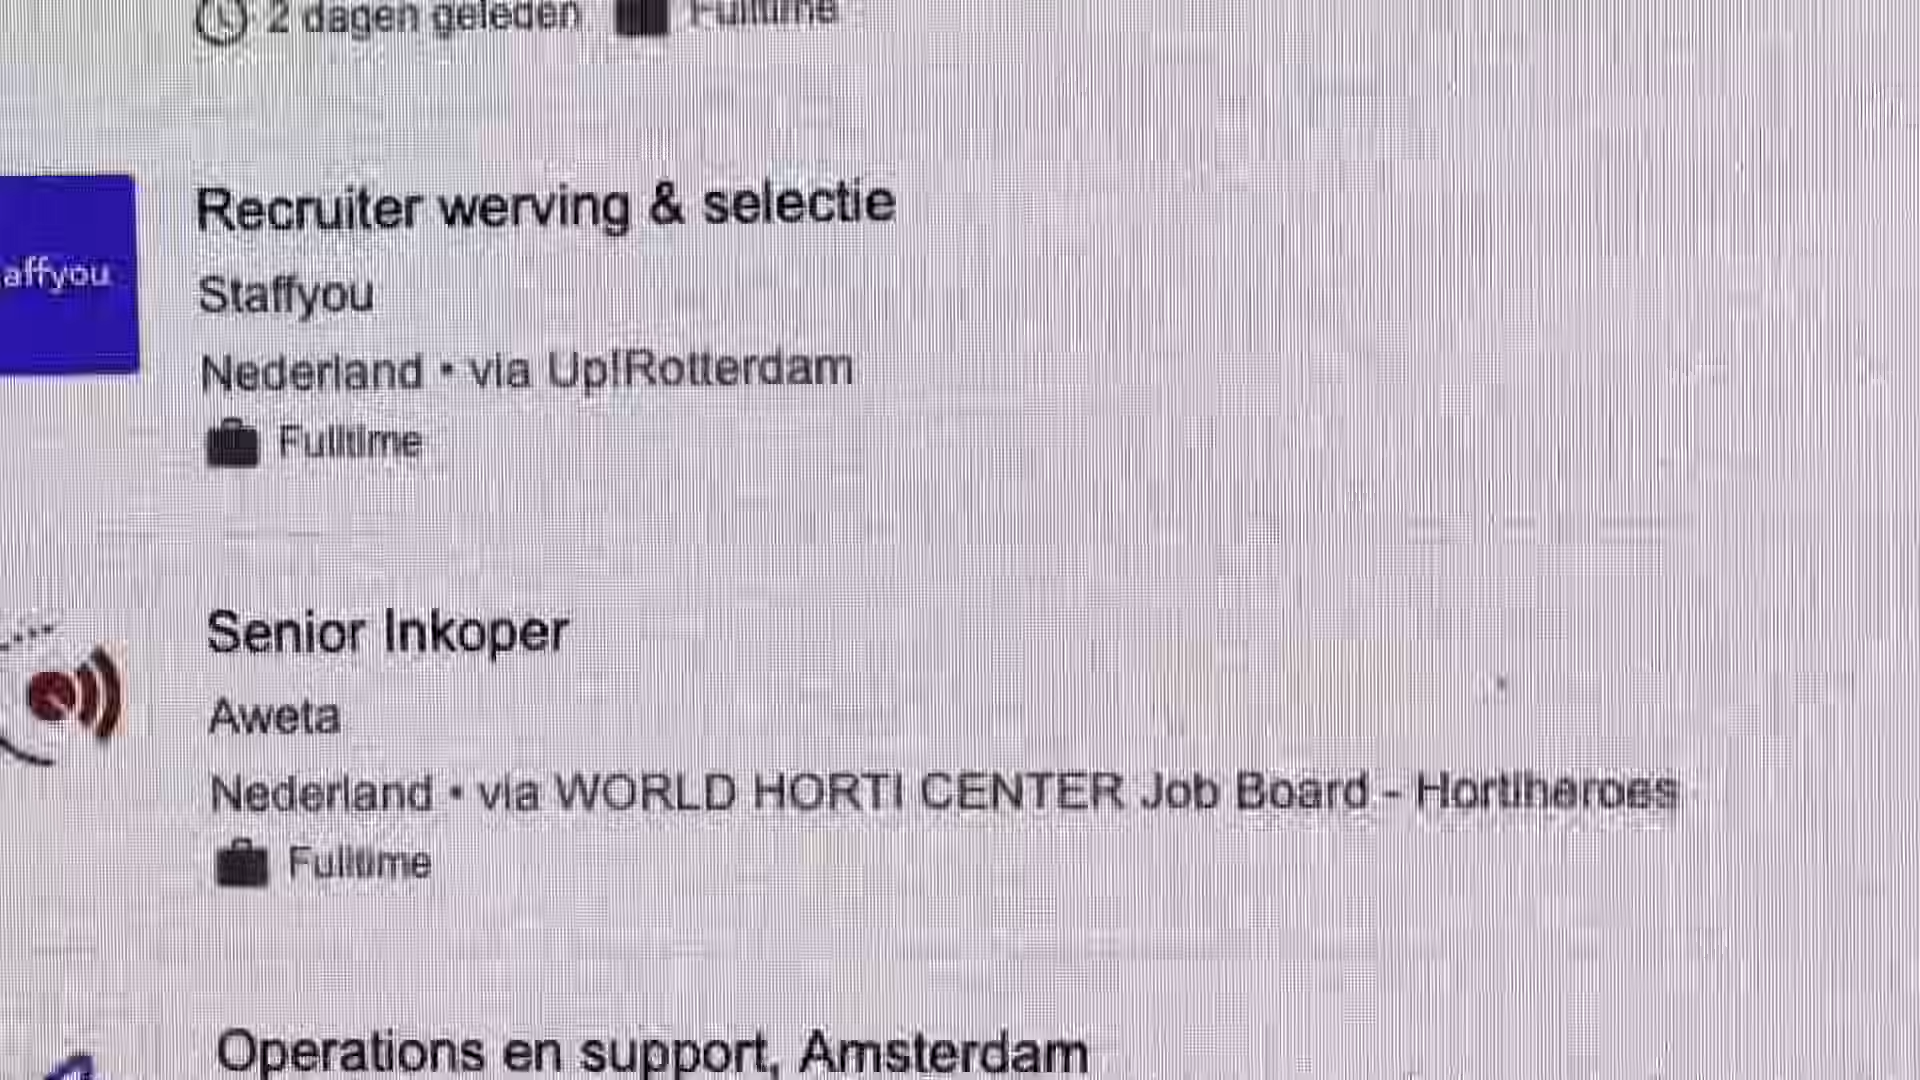 2 dagen geleden Fulltime
Recruiter werving & selectie
affyou
Staffyou
Nederland • via Up!Rotterdam
Fulltime
Senior Inkoper
Aweta
Nederland • via WORLD HORTI CENTER Job Board - Hortiheroes
Fulltime
Operations en support, Amsterdam